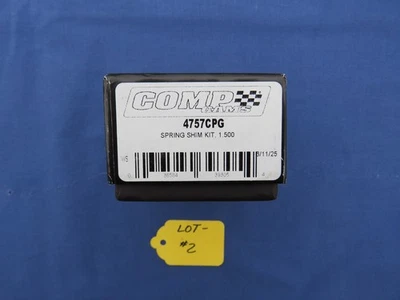 COMP
CAMS
4757CPG
SPRING SHIM KIT, 1.500
LOT-
#2